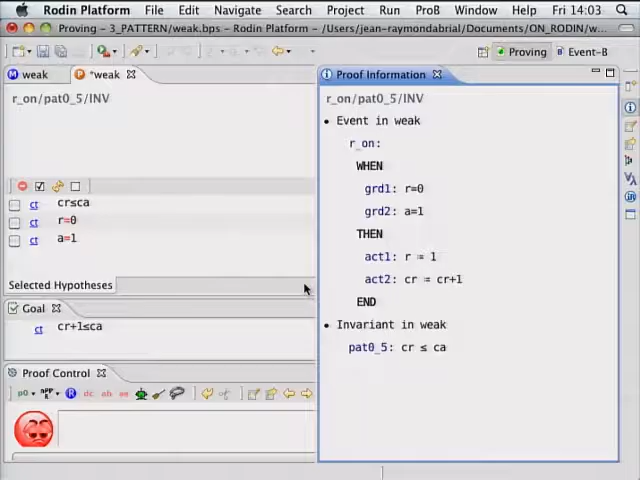 Rodin Platform File Edit Navigate Search Project Run ProB Window Help Fri 14:03
Proving – 3_PATTERN/weak.bps – Rodin Platform – /Users/jean-raymondabrial/Documents/ON_RODIN/w...
Proving Event-B
weak *weak
r_on/pat0_5/INV
ct cr≤ca
ct r=0
ct a=1
Selected Hypotheses
Goal
ct cr+1≤ca
Proof Control
p0 R dc ah ae
Proof Information
r_on/pat0_5/INV
• Event in weak
r_on:
WHEN
grd1: r=0
grd2: a=1
THEN
act1: r ≔ 1
act2: cr ≔ cr+1
END
• Invariant in weak
pat0_5: cr ≤ ca